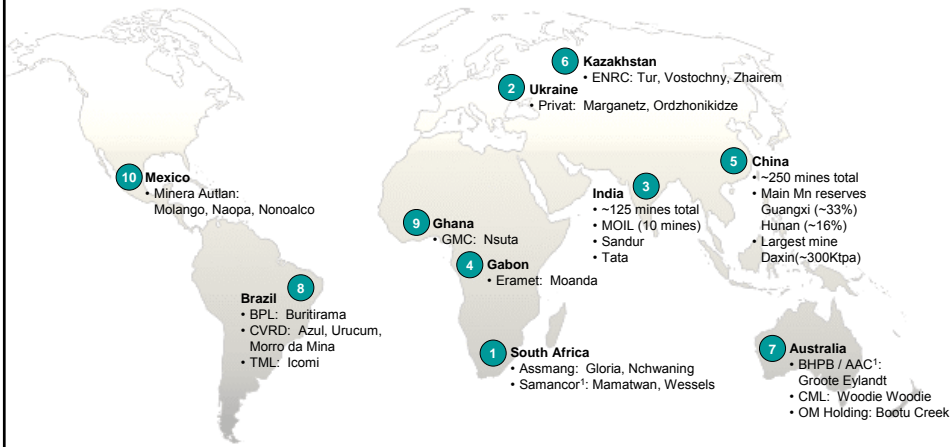 6
Kazakhstan
• ENRC: Tur, Vostochny, Zhairem
2
Ukraine
• Privat: Marganetz, Ordzhonikidze
10 Mexico
• Minera Autlan:
Molango, Naopa, Nonoalco
5
China
• ~250 mines total
• Main Mn reserves
Guangxi (~33%)
Hunan (~16%)
• Largest mine
Daxin(~300Ktpa)
3
India
• ~125 mines total
• MOIL (10 mines)
• Sandur
• Tata
9
Ghana
• GMC: Nsuta
4
Gabon
• Eramet: Moanda
8
Brazil
• BPL: Buritirama
• CVRD: Azul, Urucum,
Morro da Mina
• TML: Icomi
1
South Africa
• Assmang: Gloria, Nchwaning
• Samancor¹: Mamatwan, Wessels
7
Australia
• BHPB / AAC¹:
Groote Eylandt
• CML: Woodie Woodie
• OM Holding: Bootu Creek